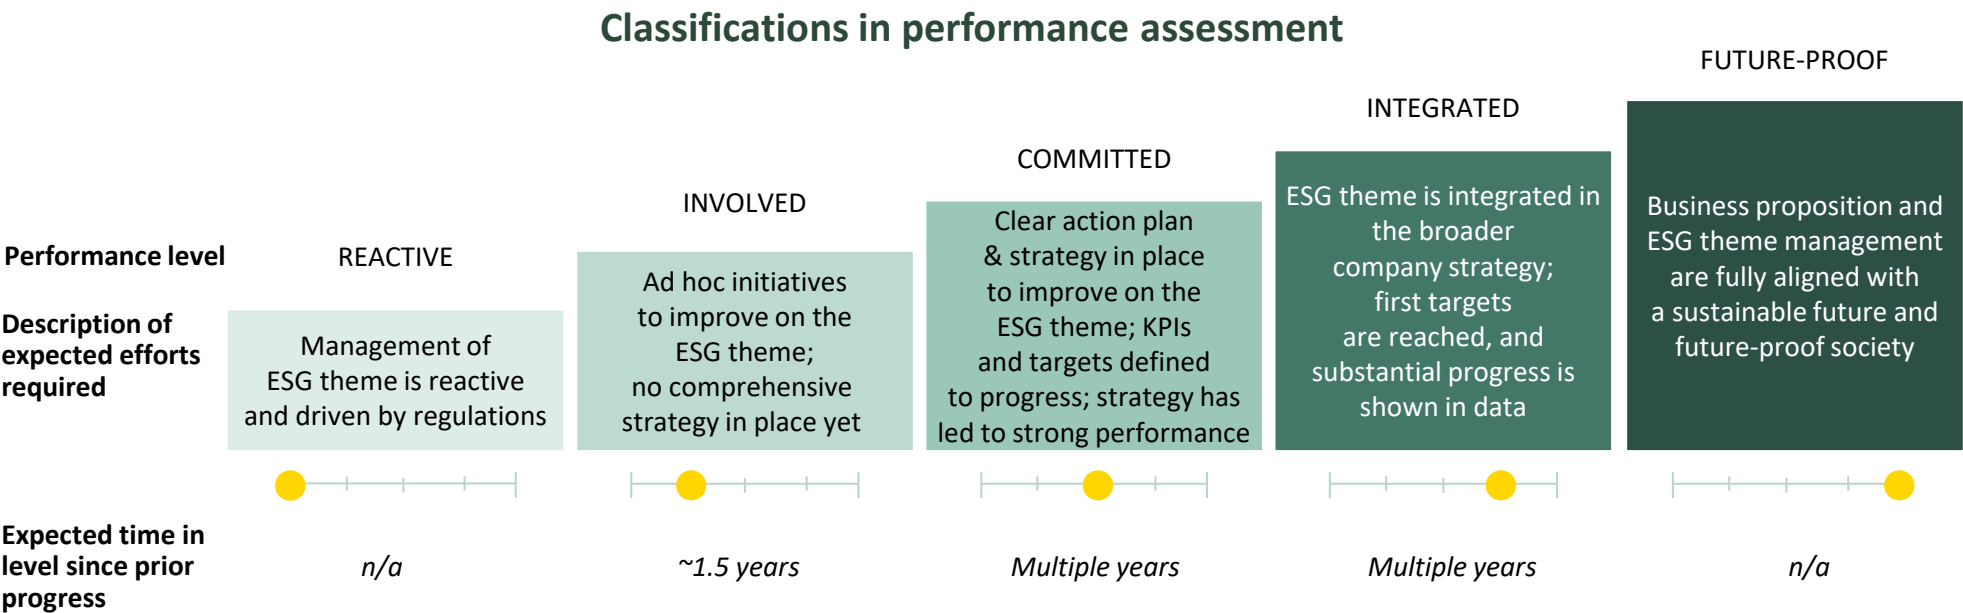 Classifications in performance assessment
Performance level
REACTIVE
INVOLVED
COMMITTED
INTEGRATED
FUTURE-PROOF
Description of
expected efforts
required
Management of
ESG theme is reactive
and driven by regulations
Ad hoc initiatives
to improve on the
ESG theme;
no comprehensive
strategy in place yet
Clear action plan
& strategy in place
to improve on the
ESG theme; KPIs
and targets defined
to progress; strategy has
led to strong performance
ESG theme is integrated in
the broader
company strategy;
first targets
are reached, and
substantial progress is
shown in data
Business proposition and
ESG theme management
are fully aligned with
a sustainable future and
future-proof society
Expected time in
level since prior
progress
n/a
~1.5 years
Multiple years
Multiple years
n/a